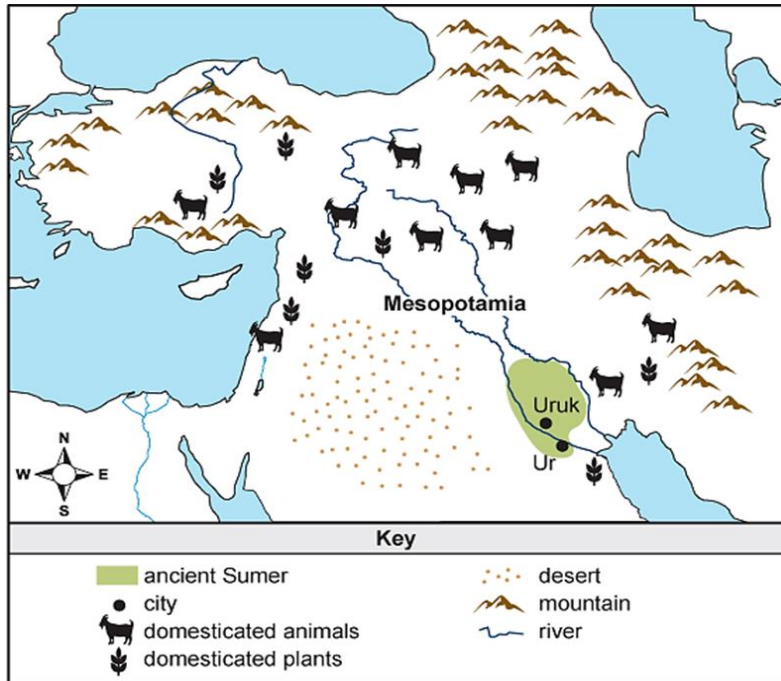 Mesopotamia
Uruk
Ur
N
W E
S
Key
ancient Sumer
city
domesticated animals
domesticated plants
desert
mountain
river